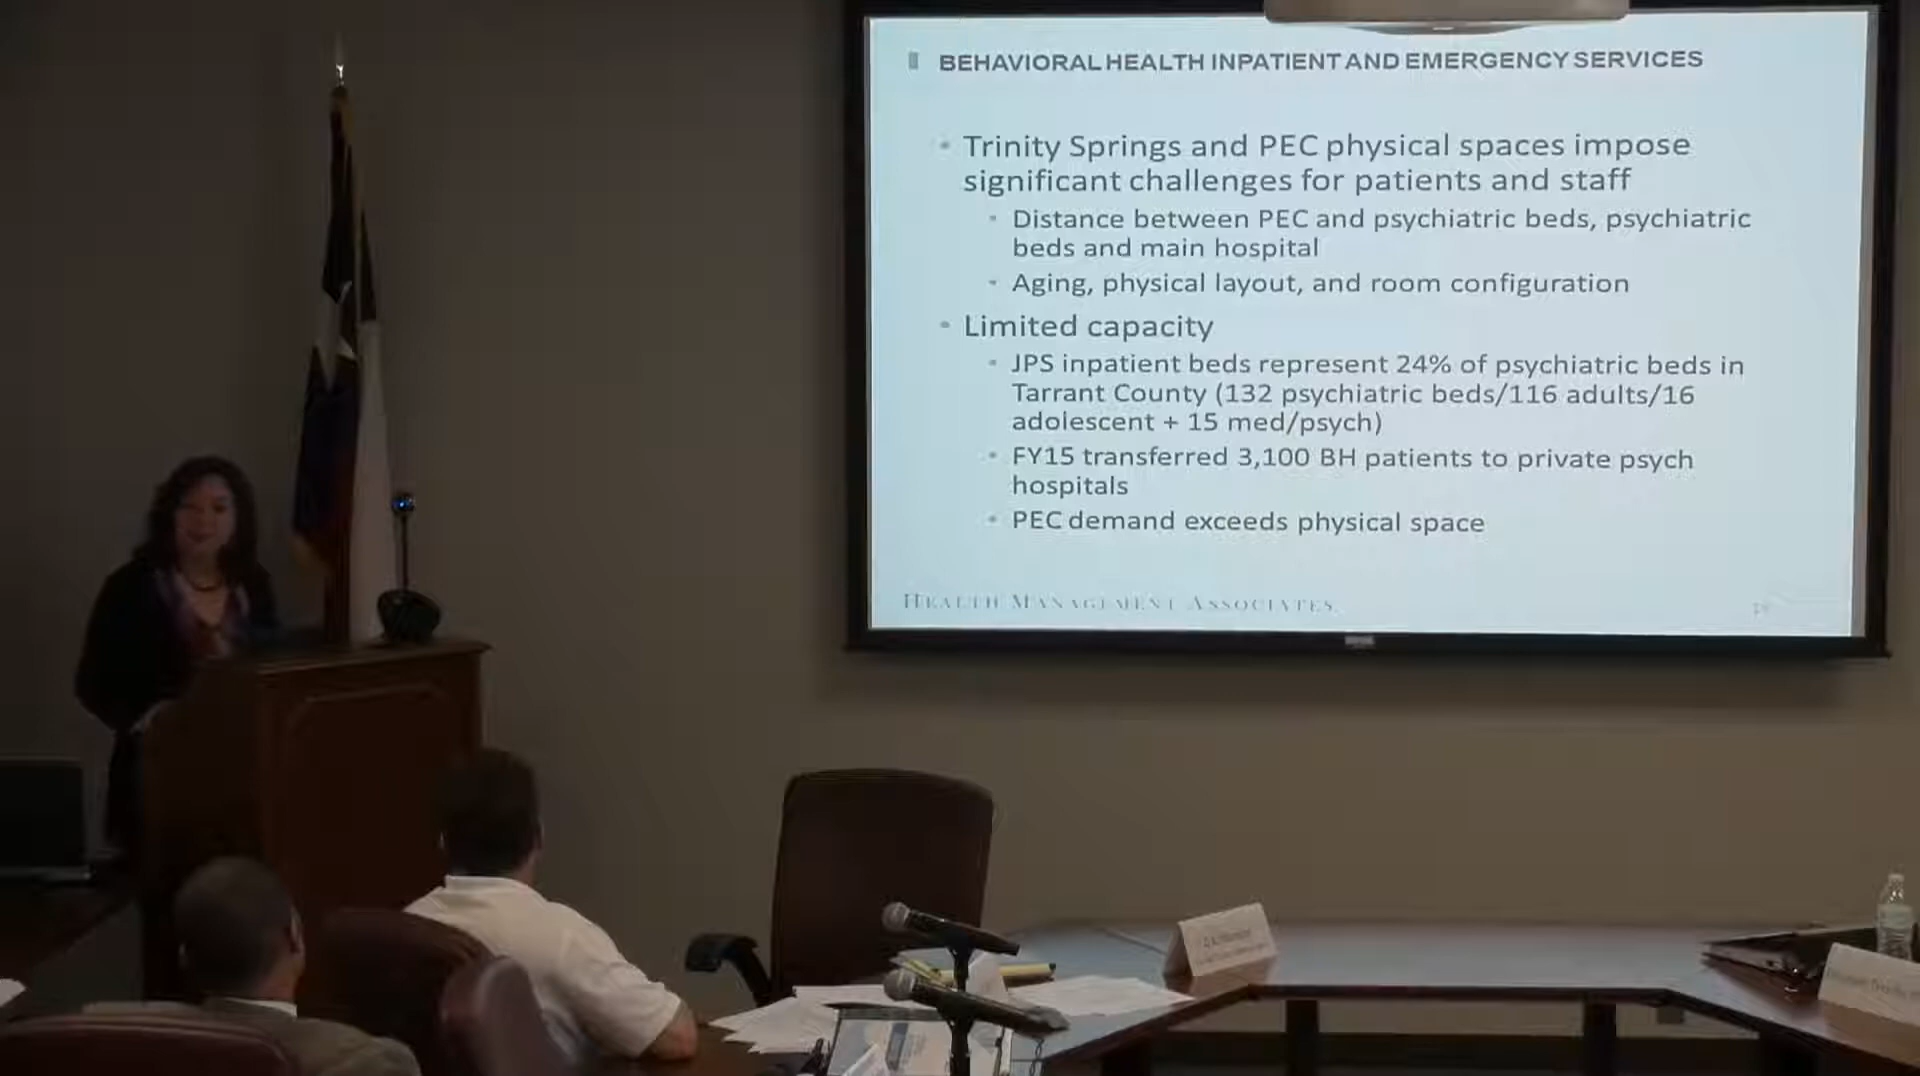 BEHAVIORAL HEALTH INPATIENT AND EMERGENCY SERVICES
Trinity Springs and PEC physical spaces impose
significant challenges for patients and staff
Distance between PEC and psychiatric beds, psychiatric
beds and main hospital
Aging, physical layout, and room configuration
Limited capacity
JPS inpatient beds represent 24% of psychiatric beds in
Tarrant County (132 psychiatric beds/116 adults/16
adolescent + 15 med/psych)
FY15 transferred 3,100 BH patients to private psych
hospitals
PEC demand exceeds physical space
HEALTH MANAGEMENT ASSOCIATES